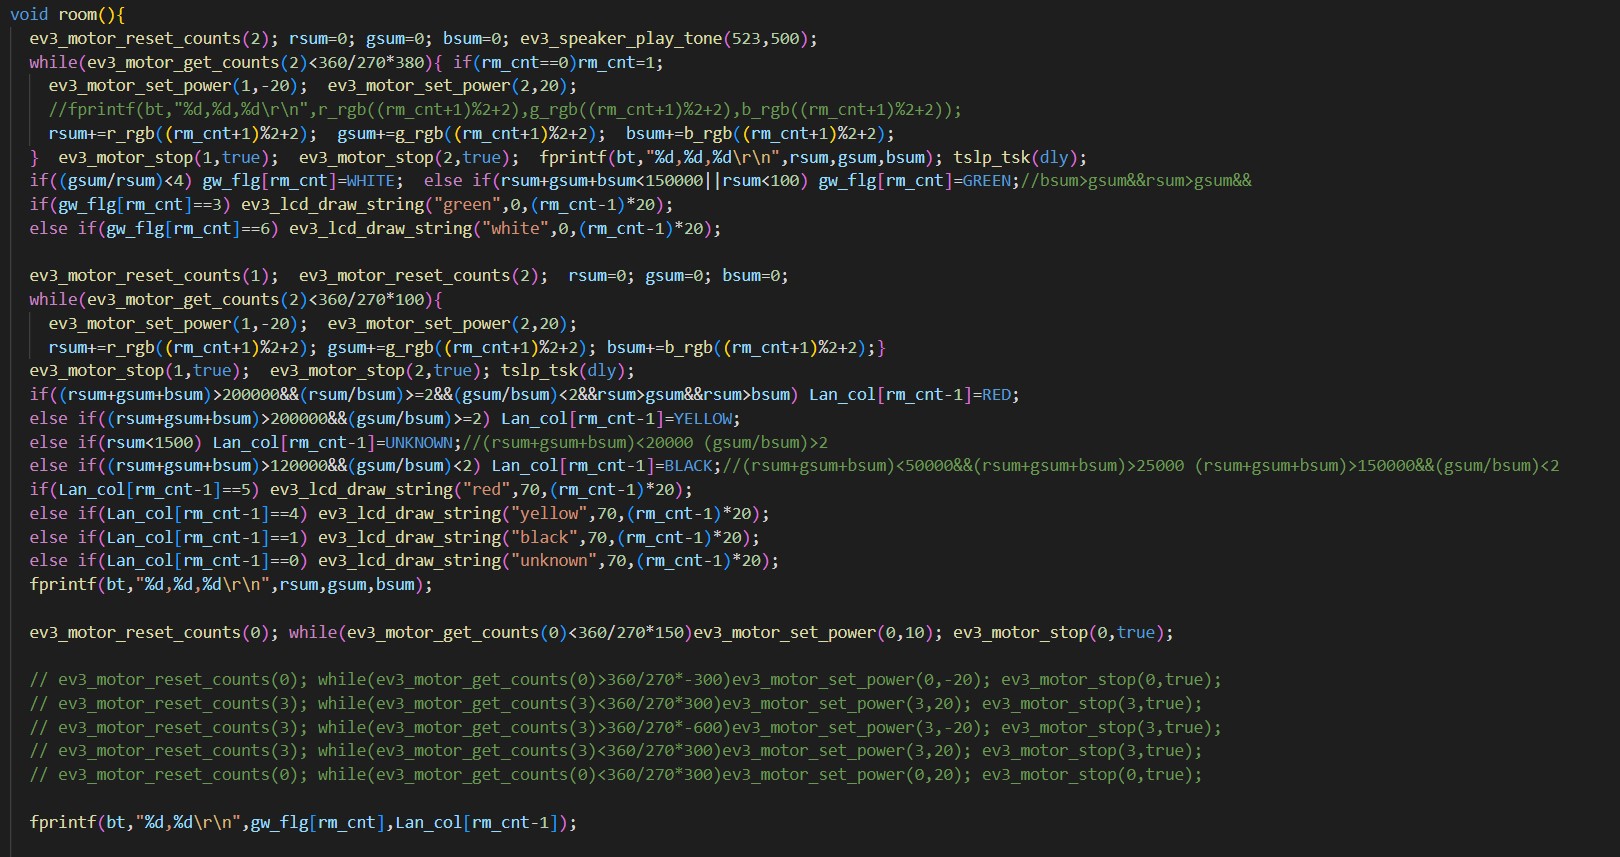 void room(){
ev3_motor_reset_counts(2); rsum=0; gsum=0; bsum=0; ev3_speaker_play_tone(523,500);
while(ev3_motor_get_counts(2)<360/270*380){ if(rm_cnt==0)rm_cnt=1;
ev3_motor_set_power(1,-20);  ev3_motor_set_power(2,20);
//fprintf(bt,"%d,%d,%d\r\n",r_rgb((rm_cnt+1)%2+2),g_rgb((rm_cnt+1)%2+2),b_rgb((rm_cnt+1)%2+2));
rsum+=r_rgb((rm_cnt+1)%2+2);  gsum+=g_rgb((rm_cnt+1)%2+2);  bsum+=b_rgb((rm_cnt+1)%2+2);
}  ev3_motor_stop(1,true);  ev3_motor_stop(2,true);  fprintf(bt,"%d,%d,%d\r\n",rsum,gsum,bsum); tslp_tsk(dly);
if((gsum/rsum)<4) gw_flg[rm_cnt]=WHITE;  else if(rsum+gsum+bsum<150000||rsum<100) gw_flg[rm_cnt]=GREEN;//bsum>gsum&&rsum>gsum&&
if(gw_flg[rm_cnt]==3) ev3_lcd_draw_string("green",0,(rm_cnt-1)*20);
else if(gw_flg[rm_cnt]==6) ev3_lcd_draw_string("white",0,(rm_cnt-1)*20);
ev3_motor_reset_counts(1);  ev3_motor_reset_counts(2);  rsum=0; gsum=0; bsum=0;
while(ev3_motor_get_counts(2)<360/270*100){
ev3_motor_set_power(1,-20);  ev3_motor_set_power(2,20);
rsum+=r_rgb((rm_cnt+1)%2+2); gsum+=g_rgb((rm_cnt+1)%2+2); bsum+=b_rgb((rm_cnt+1)%2+2);}
ev3_motor_stop(1,true);  ev3_motor_stop(2,true); tslp_tsk(dly);
if((rsum+gsum+bsum)>200000&&(rsum/bsum)>=2&&(gsum/bsum)<2&&rsum>gsum&&rsum>bsum) Lan_col[rm_cnt-1]=RED;
else if((rsum+gsum+bsum)>200000&&(gsum/bsum)>=2) Lan_col[rm_cnt-1]=YELLOW;
else if(rsum<1500) Lan_col[rm_cnt-1]=UNKNOWN;//(rsum+gsum+bsum)<20000 (gsum/bsum)>2
else if((rsum+gsum+bsum)>120000&&(gsum/bsum)<2) Lan_col[rm_cnt-1]=BLACK;//(rsum+gsum+bsum)<50000&&(rsum+gsum+bsum)>25000 (rsum+gsum+bsum)>150000&&(gsum/bsum)<2
if(Lan_col[rm_cnt-1]==5) ev3_lcd_draw_string("red",70,(rm_cnt-1)*20);
else if(Lan_col[rm_cnt-1]==4) ev3_lcd_draw_string("yellow",70,(rm_cnt-1)*20);
else if(Lan_col[rm_cnt-1]==1) ev3_lcd_draw_string("black",70,(rm_cnt-1)*20);
else if(Lan_col[rm_cnt-1]==0) ev3_lcd_draw_string("unknown",70,(rm_cnt-1)*20);
fprintf(bt,"%d,%d,%d\r\n",rsum,gsum,bsum);
ev3_motor_reset_counts(0); while(ev3_motor_get_counts(0)<360/270*150)ev3_motor_set_power(0,10); ev3_motor_stop(0,true);
// ev3_motor_reset_counts(0); while(ev3_motor_get_counts(0)>360/270*-300)ev3_motor_set_power(0,-20); ev3_motor_stop(0,true);
// ev3_motor_reset_counts(3); while(ev3_motor_get_counts(3)<360/270*300)ev3_motor_set_power(3,20); ev3_motor_stop(3,true);
// ev3_motor_reset_counts(3); while(ev3_motor_get_counts(3)>360/270*-600)ev3_motor_set_power(3,-20); ev3_motor_stop(3,true);
// ev3_motor_reset_counts(3); while(ev3_motor_get_counts(3)<360/270*300)ev3_motor_set_power(3,20); ev3_motor_stop(3,true);
// ev3_motor_reset_counts(0); while(ev3_motor_get_counts(0)<360/270*300)ev3_motor_set_power(0,20); ev3_motor_stop(0,true);
fprintf(bt,"%d,%d\r\n",gw_flg[rm_cnt],Lan_col[rm_cnt-1]);